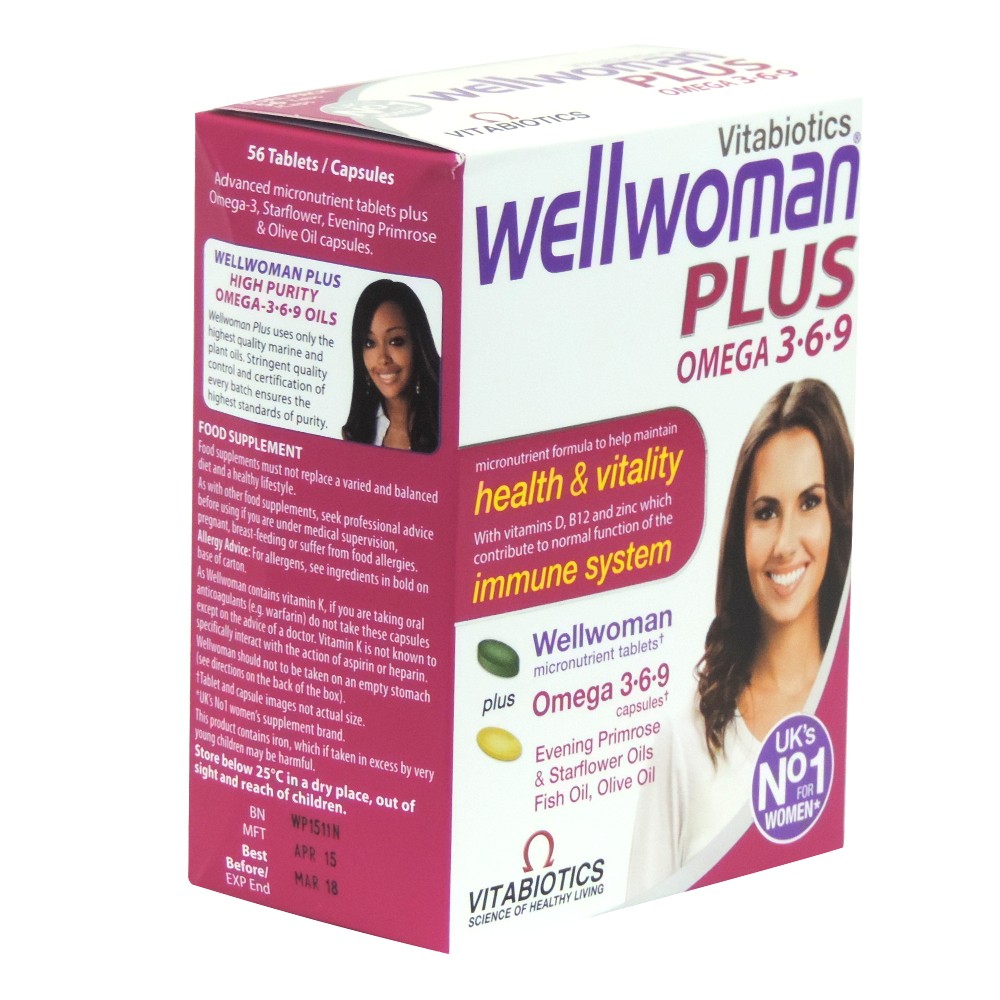 wellwoman
PLUS
OMEGA 3·6·9
VITABIOTICS
56 Tablets / Capsules
Advanced micronutrient tablets plus
Omega-3, Starflower, Evening Primrose
& Olive Oil capsules.
WELLWOMAN PLUS
HIGH PURITY
OMEGA-3·6·9 OILS
Wellwoman Plus uses only the
highest quality marine and
plant oils. Stringent quality
control and certification of
every batch ensures the
highest standards of purity.
FOOD SUPPLEMENT
Food supplements must not replace a varied and balanced
diet and a healthy lifestyle.
As with other food supplements, seek professional advice
before using if you are under medical supervision,
pregnant, breast-feeding or suffer from food allergies.
Allergy Advice: For allergens, see ingredients in bold on
base of carton.
As Wellwoman contains vitamin K, if you are taking oral
anticoagulants (e.g. warfarin) do not take these capsules
except on the advice of a doctor. Vitamin K is not known to
specifically interact with the action of aspirin or heparin.
Wellwoman should not to be taken on an empty stomach
(see directions on the back of the box).
†Tablet and capsule images not actual size.
*UK's No1 women's supplement brand.
This product contains iron, which if taken in excess by very
young children may be harmful.
Store below 25°C in a dry place, out of
sight and reach of children.
BN WP1511N
MFT APR 15
Best
Before/
EXP End MAR 18
Vitabiotics
wellwoman®
PLUS
OMEGA 3·6·9
micronutrient formula to help maintain
health & vitality
With vitamins D, B12 and zinc which
contribute to normal function of the
immune system
Wellwoman
micronutrient tablets†
plus
Omega 3·6·9
capsules†
Evening Primrose
& Starflower Oils
Fish Oil, Olive Oil
UK's
No1
FOR
WOMEN*
VITABIOTICS
SCIENCE OF HEALTHY LIVING